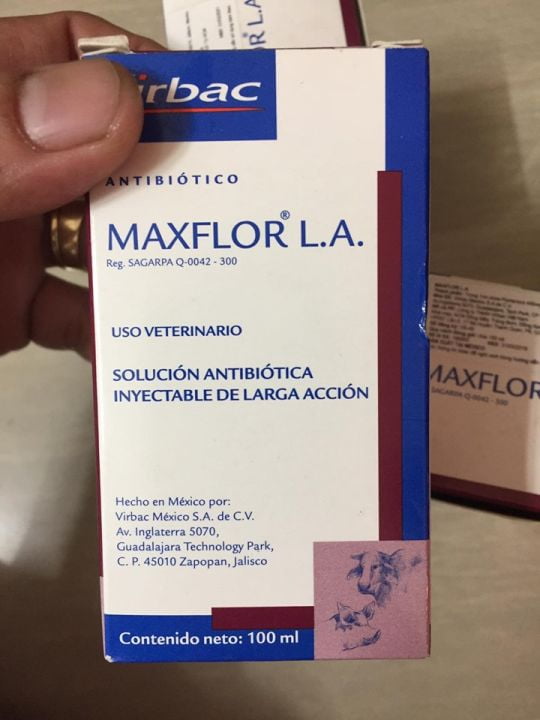 rbac
ANTIBIÓTICO
MAXFLOR® L.A.
Reg. SAGARPA Q-0042 - 300
USO VETERINARIO
SOLUCIÓN ANTIBIÓTICA
INYECTABLE DE LARGA ACCIÓN
Hecho en México por:
Virbac México S.A. de C.V.
Av. Inglaterra 5070,
Guadalajara Technology Park,
C. P. 45010 Zapopan, Jalisco
Contenido neto: 100 ml
MAXFLOR L.A
MAXFLOR
SAGARPA Q-0042 - 300